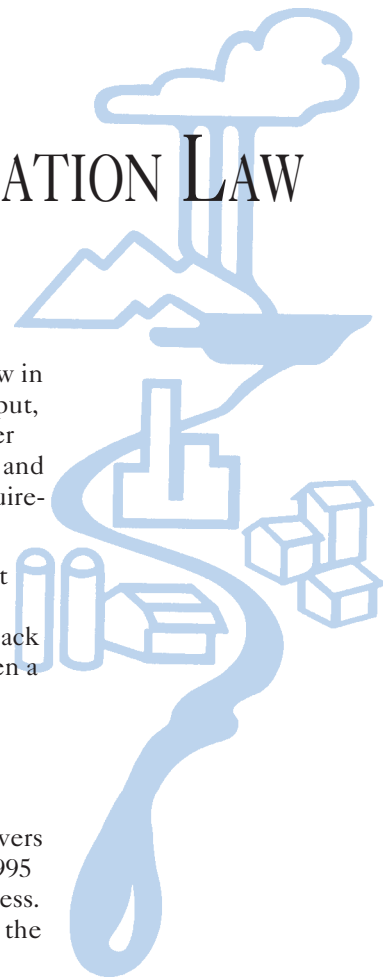 ATION LAW
w in
out,
er
and
uire-
t
ack
en a
vers
995
ess.
the